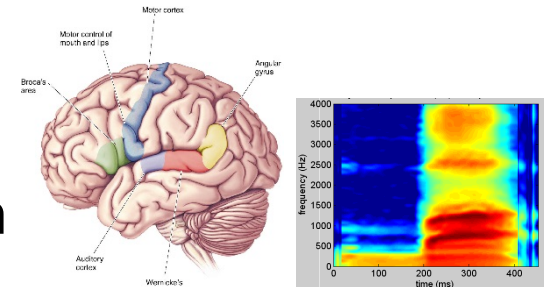 Motor cortex
Motor control of
mouth and lips
Broca's
area
Angular
gyrus
Auditory
cortex
Wernicke's
4000
3500
3000
2500
2000
1500
1000
500
0
frequency (Hz)
0 100 200 300 400
time (ms)